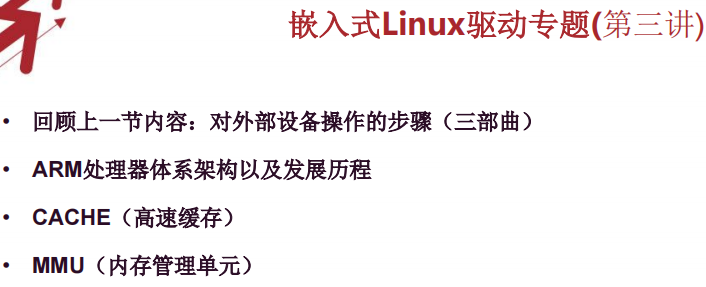 嵌入式Linux驱动专题(第三讲)
• 回顾上一节内容：对外部设备操作的步骤（三部曲）
• ARM处理器体系架构以及发展历程
• CACHE（高速缓存）
• MMU（内存管理单元）